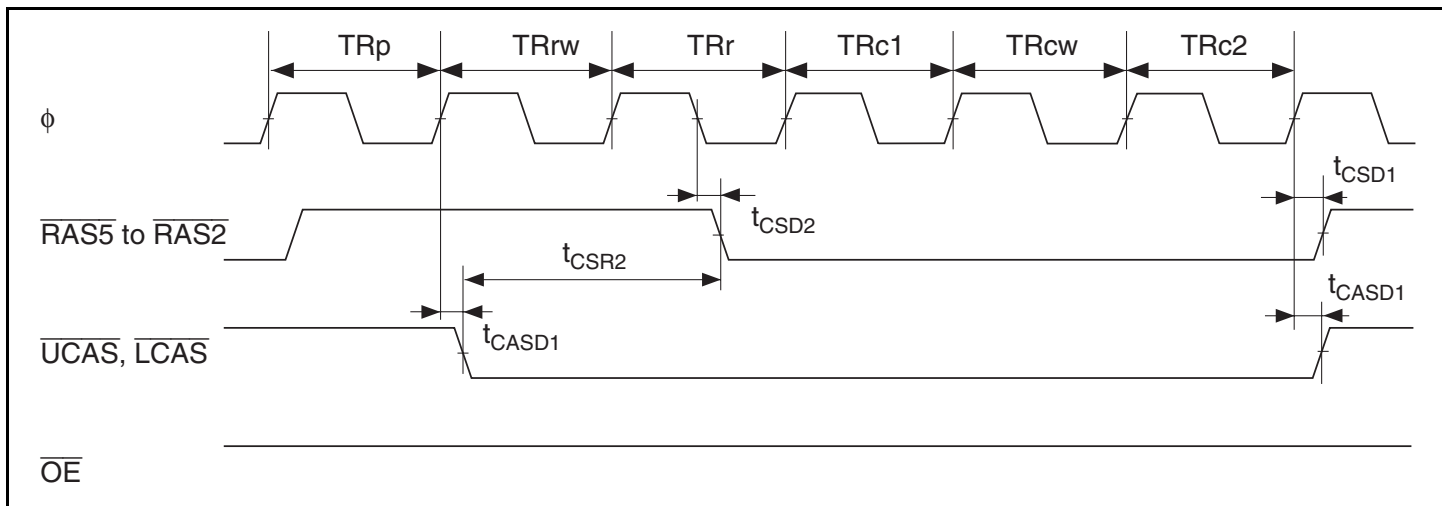 TRp TRrw TRr TRc1 TRcw TRc2
φ
tCSD1
RAS5 to RAS2
tCSD2
tCSR2
tCASD1
UCAS, LCAS
tCASD1
OE